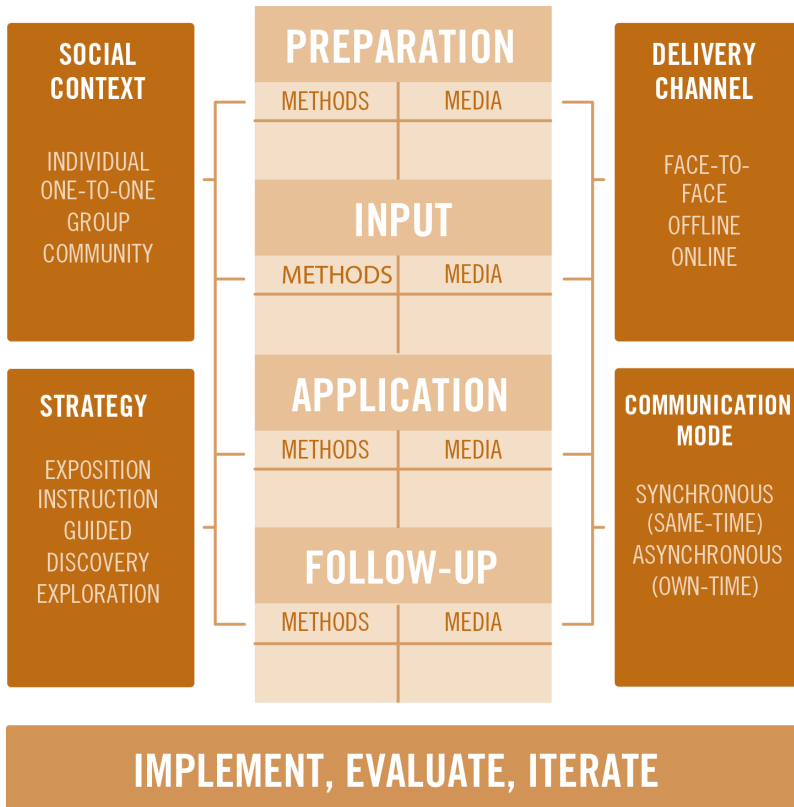 SOCIAL
CONTEXT
INDIVIDUAL
ONE-TO-ONE
GROUP
COMMUNITY
STRATEGY
EXPOSITION
INSTRUCTION
GUIDED
DISCOVERY
EXPLORATION
PREPARATION
METHODS MEDIA
INPUT
METHODS MEDIA
APPLICATION
METHODS MEDIA
FOLLOW-UP
METHODS MEDIA
DELIVERY
CHANNEL
FACE-TO-
FACE
OFFLINE
ONLINE
COMMUNICATION
MODE
SYNCHRONOUS
(SAME-TIME)
ASYNCHRONOUS
(OWN-TIME)
IMPLEMENT, EVALUATE, ITERATE